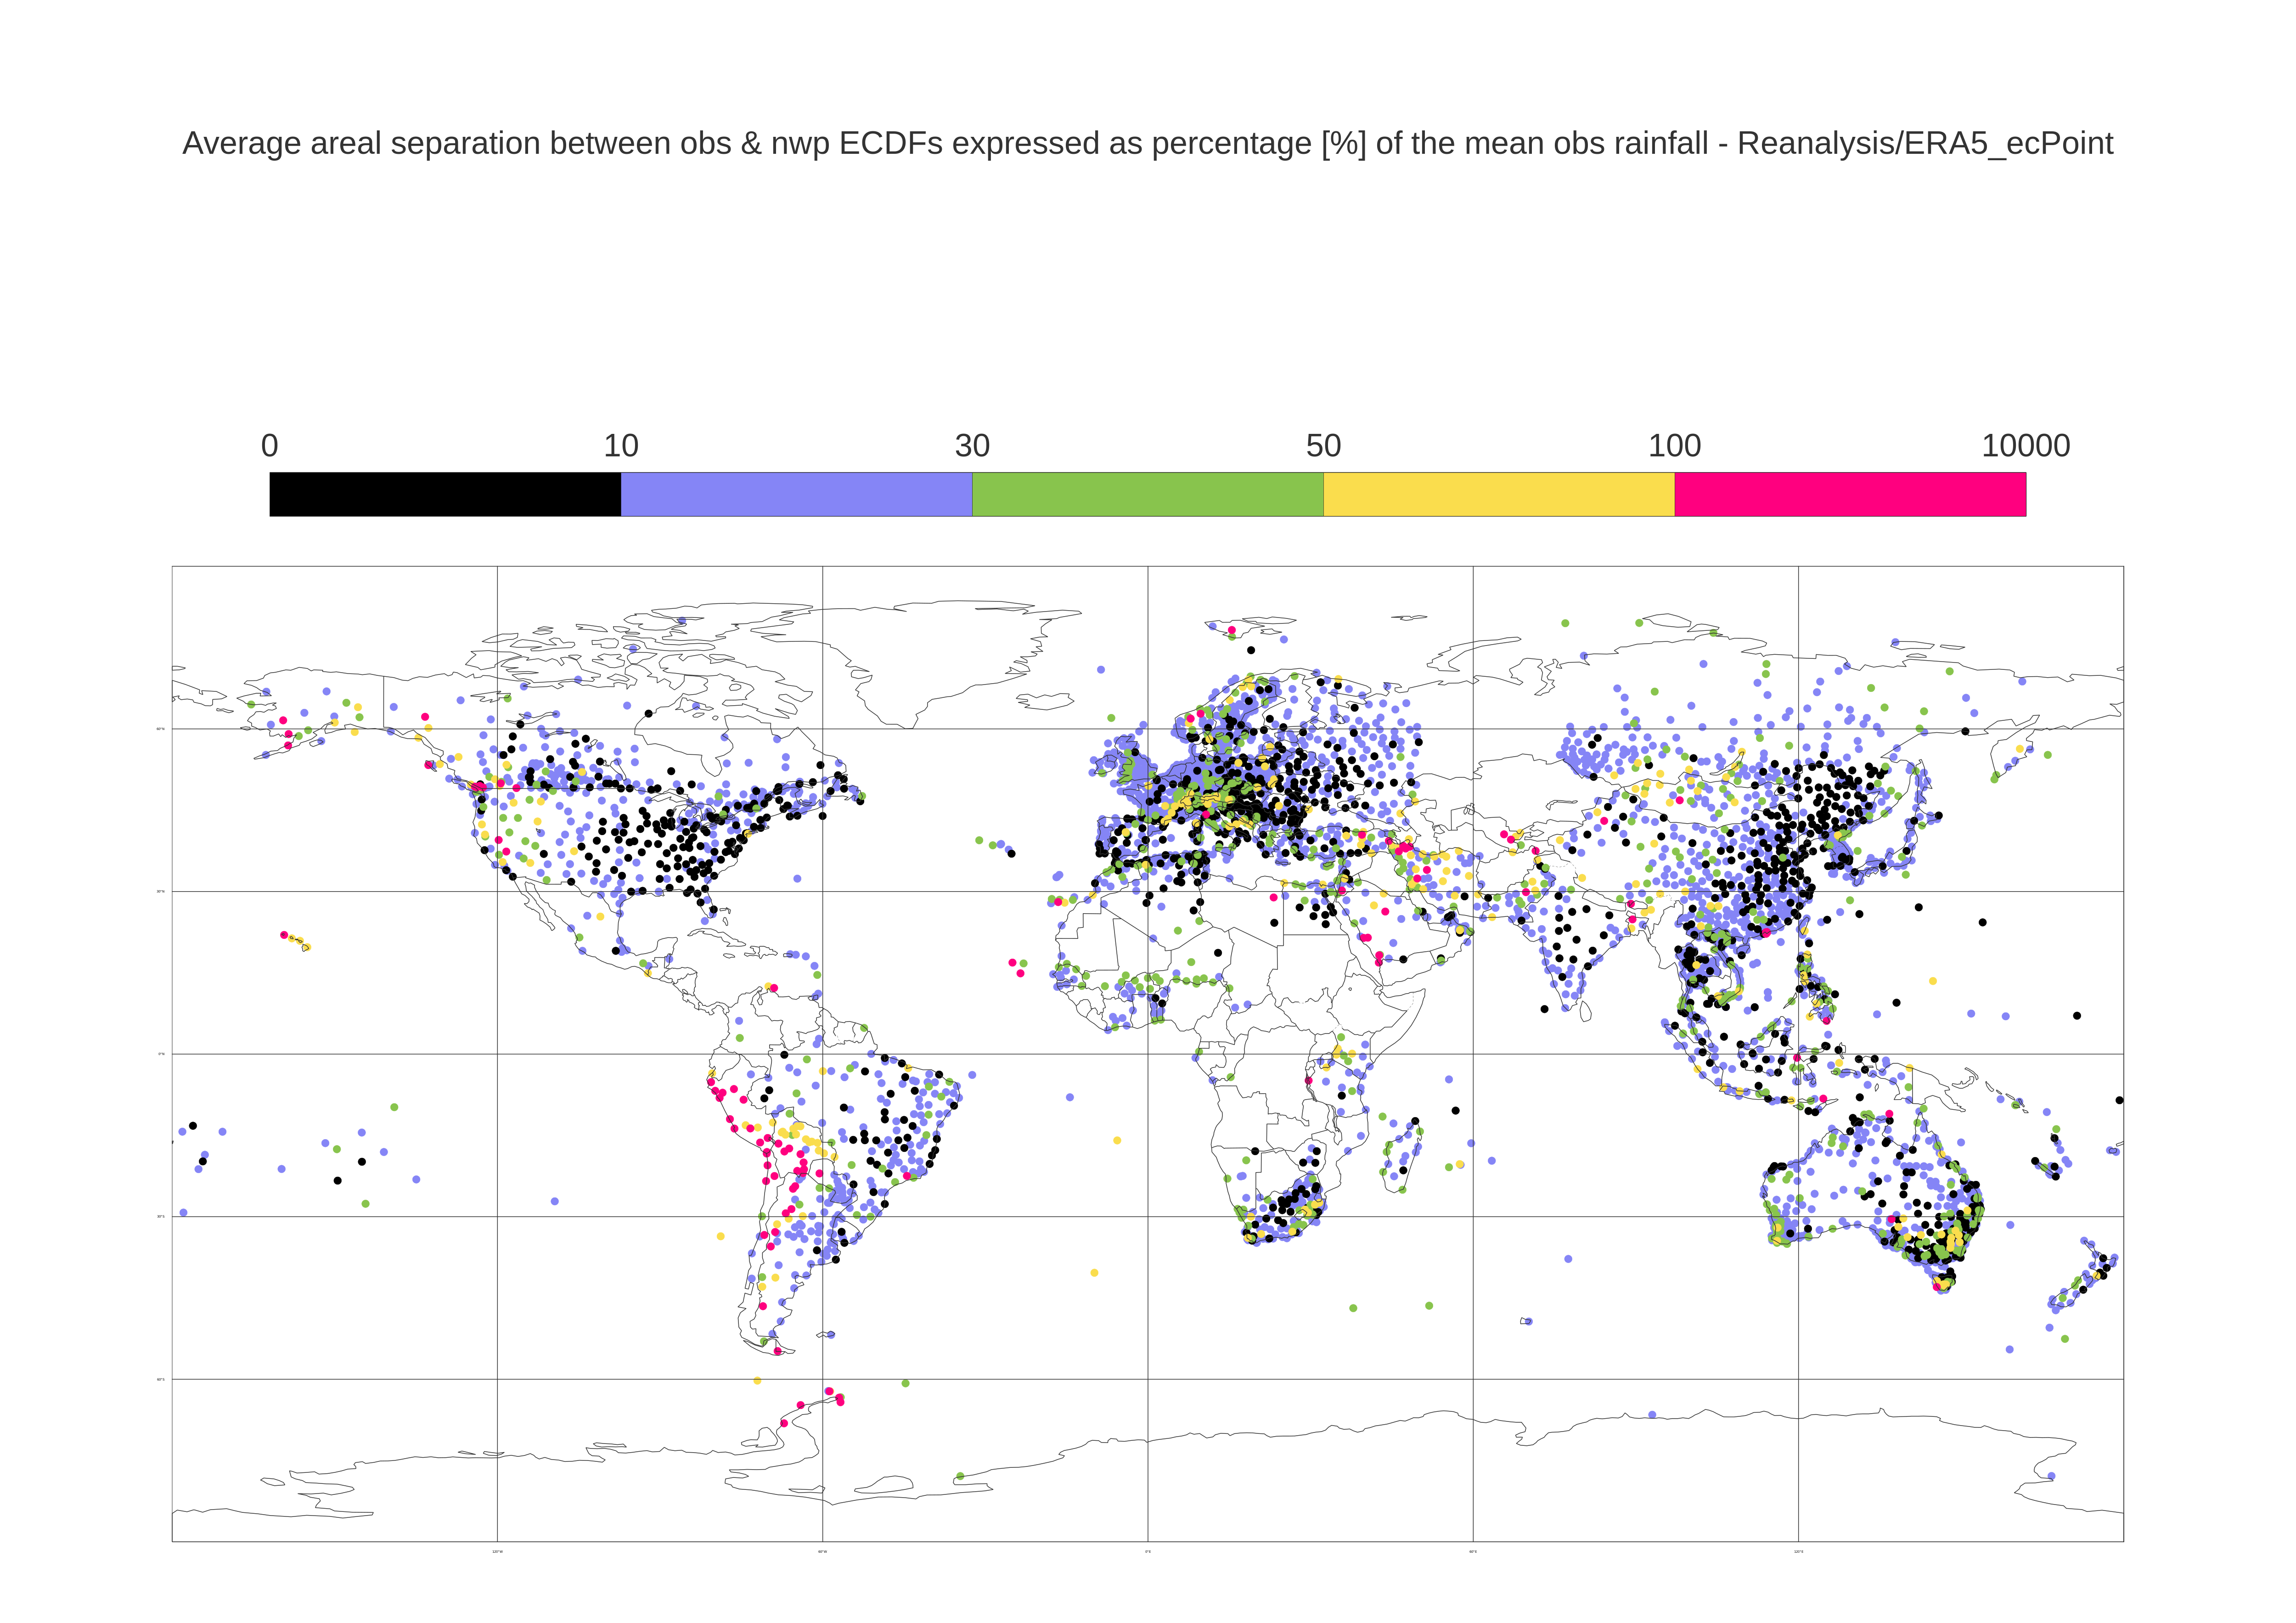 Average areal separation between obs & nwp ECDFs expressed as percentage [%] of the mean obs rainfall - Reanalysis/ERA5_ecPoint
0 10 30 50 100 10000
60°N
30°N
0°N
30°S
60°S
120°W 60°W 0°E 60°E 120°E